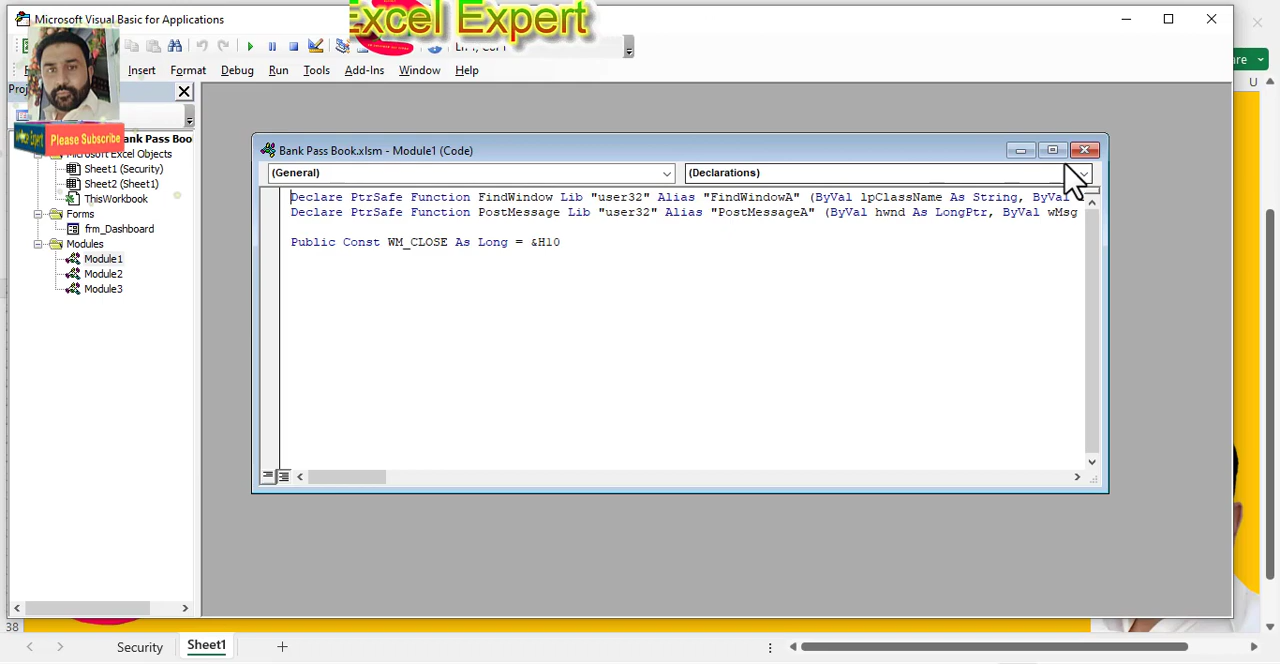 Microsoft Visual Basic for Applications
Excel Expert
Insert Format Debug Run Tools Add-Ins Window Help
Please Subscribe
Bank Pass Boo
Microsoft Excel Objects
Sheet1 (Security)
Sheet2 (Sheet1)
ThisWorkbook
Forms
frm_Dashboard
Modules
Module1
Module2
Module3
Bank Pass Book.xlsm - Module1 (Code)
(General) (Declarations)
Declare PtrSafe Function FindWindow Lib "user32" Alias "FindWindowA" (ByVal lpClassName As String, ByVal
Declare PtrSafe Function PostMessage Lib "user32" Alias "PostMessageA" (ByVal hwnd As LongPtr, ByVal wMsg
Public Const WM_CLOSE As Long = &H10
U
38
Security Sheet1